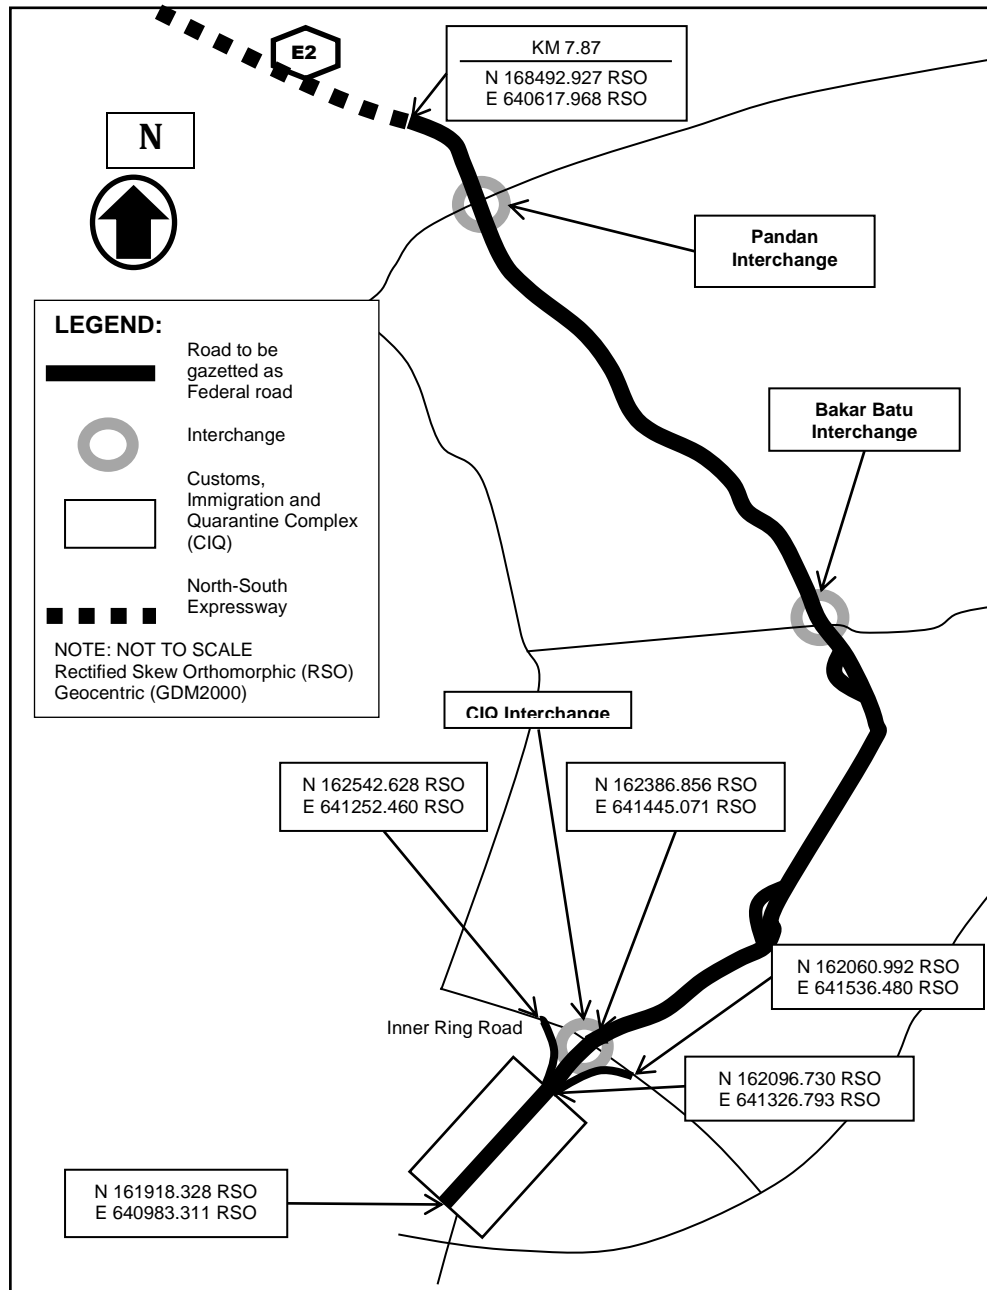 E2
KM 7.87
N 168492.927 RSO
E 640617.968 RSO
N
Pandan
Interchange
LEGEND:
Road to be
gazetted as
Federal road
Interchange
Customs,
Immigration and
Quarantine Complex
(CIQ)
North-South
Expressway
NOTE: NOT TO SCALE
Rectified Skew Orthomorphic (RSO)
Geocentric (GDM2000)
Bakar Batu
Interchange
CIQ Interchange
N 162542.628 RSO
E 641252.460 RSO
N 162386.856 RSO
E 641445.071 RSO
N 162060.992 RSO
E 641536.480 RSO
Inner Ring Road
N 162096.730 RSO
E 641326.793 RSO
N 161918.328 RSO
E 640983.311 RSO